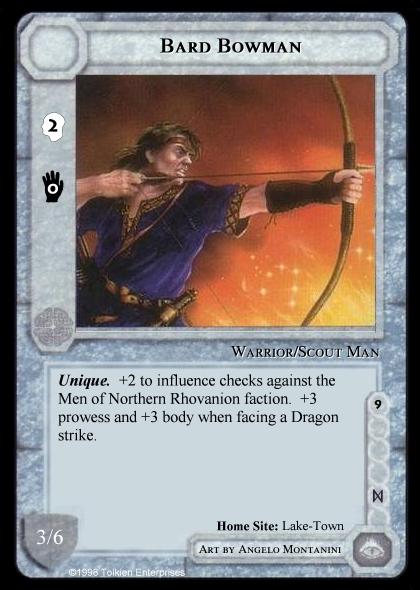 BARD BOWMAN
2
WARRIOR/SCOUT MAN
Unique. +2 to influence checks against the
Men of Northern Rhovanion faction. +3
prowess and +3 body when facing a Dragon
strike.
9
ᛞ
Home Site: Lake-Town
3/6
ART BY ANGELO MONTANINI
©1998 Tolkien Enterprises